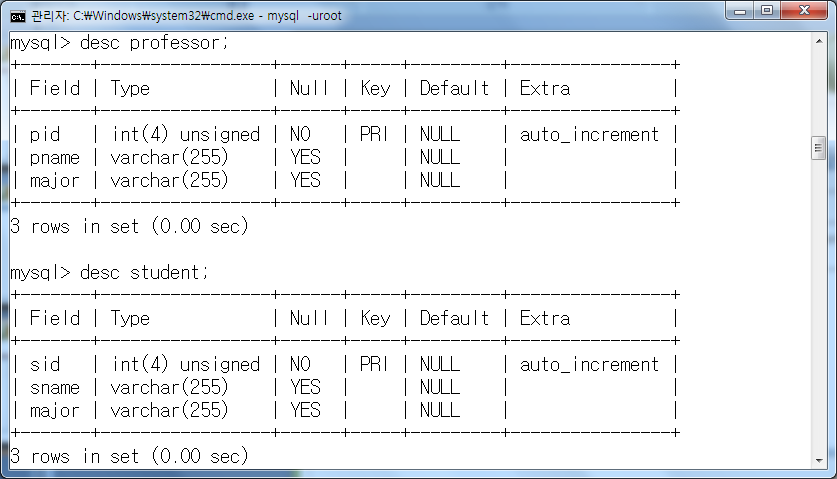 관리자: C:₩Windows₩system32₩cmd.exe - mysql  -uroot
mysql> desc professor;
+-------+-----------------+------+-----+---------+----------------+
| Field | Type            | Null | Key | Default | Extra          |
+-------+-----------------+------+-----+---------+----------------+
| pid   | int(4) unsigned | NO   | PRI | NULL    | auto_increment |
| pname | varchar(255)    | YES  |     | NULL    |                |
| major | varchar(255)    | YES  |     | NULL    |                |
+-------+-----------------+------+-----+---------+----------------+
3 rows in set (0.00 sec)
mysql> desc student;
+-------+-----------------+------+-----+---------+----------------+
| Field | Type            | Null | Key | Default | Extra          |
+-------+-----------------+------+-----+---------+----------------+
| sid   | int(4) unsigned | NO   | PRI | NULL    | auto_increment |
| sname | varchar(255)    | YES  |     | NULL    |                |
| major | varchar(255)    | YES  |     | NULL    |                |
+-------+-----------------+------+-----+---------+----------------+
3 rows in set (0.00 sec)